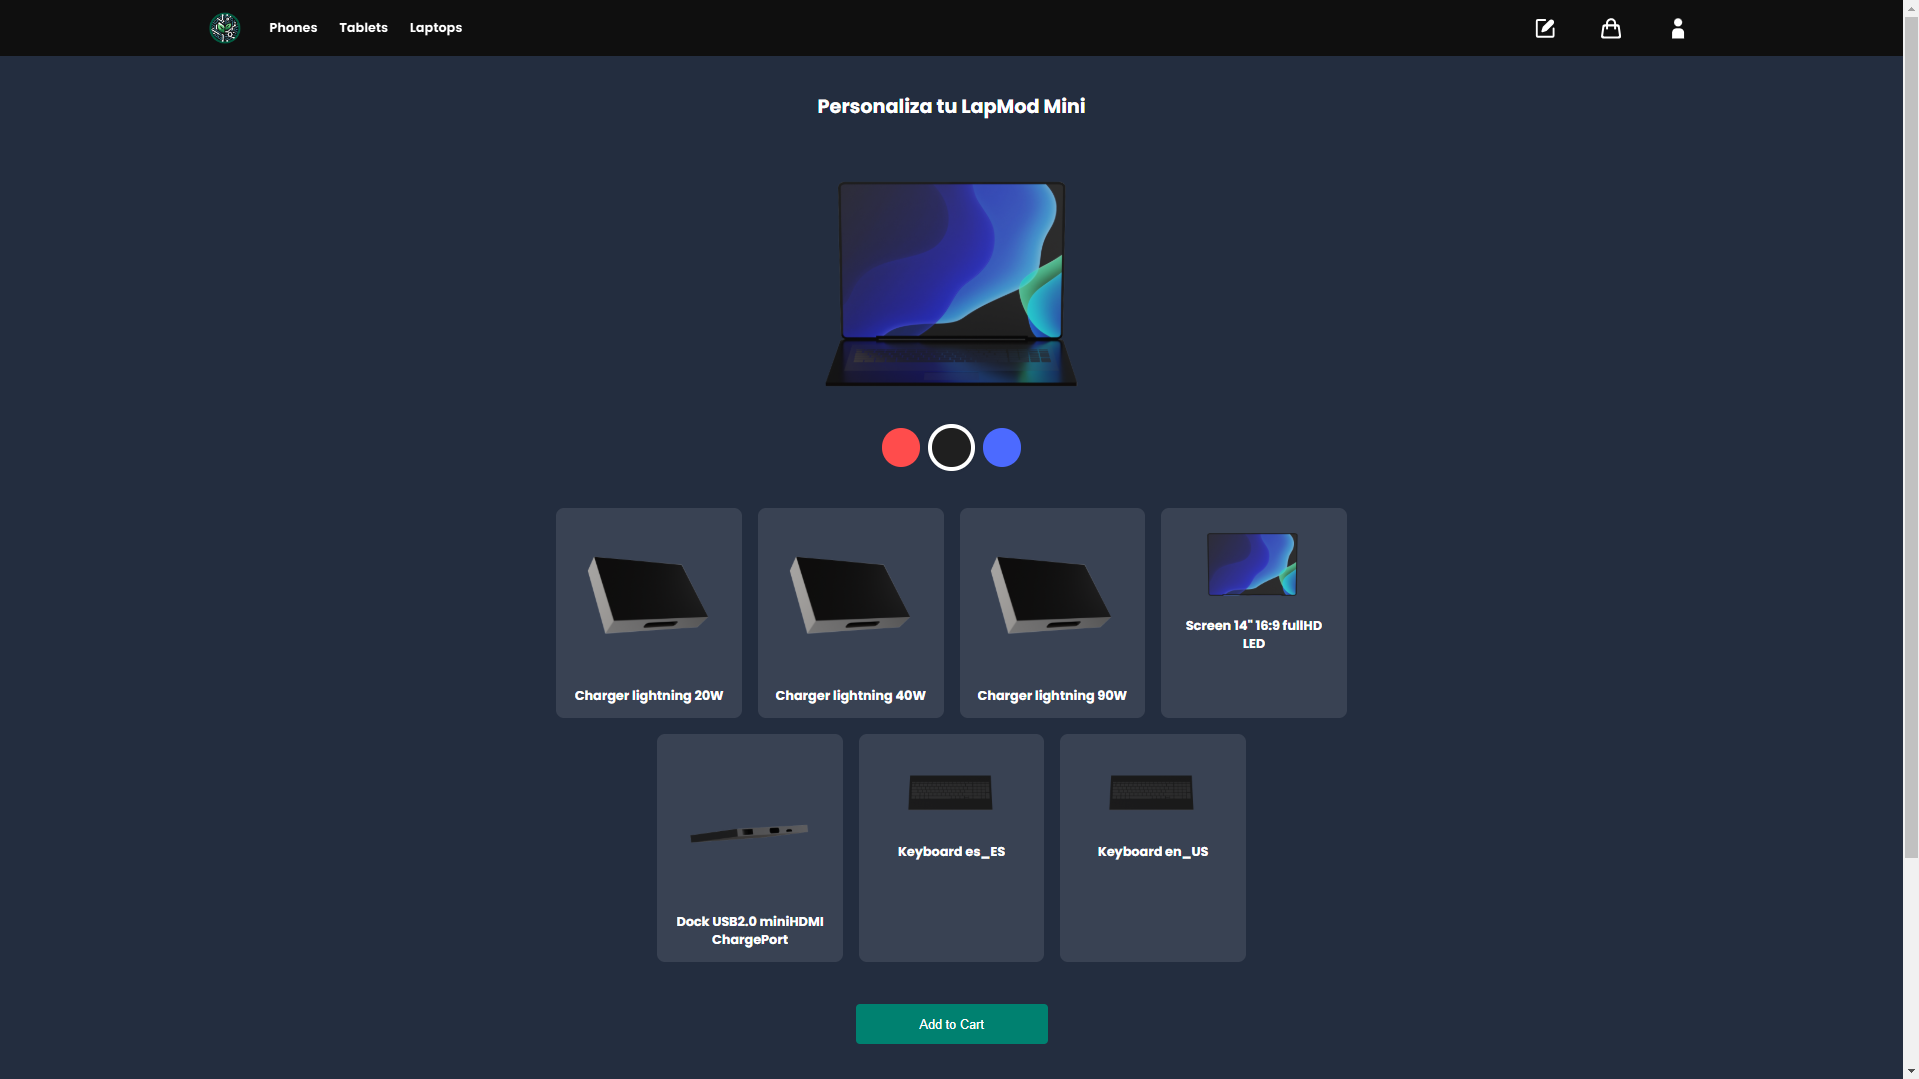 Phones
Tablets
Laptops
Personaliza tu LapMod Mini
Charger lightning 20W
Charger lightning 40W
Charger lightning 90W
Screen 14" 16:9 fullHD
LED
Dock USB2.0 miniHDMI
ChargePort
Keyboard es_ES
Keyboard en_US
Add to Cart